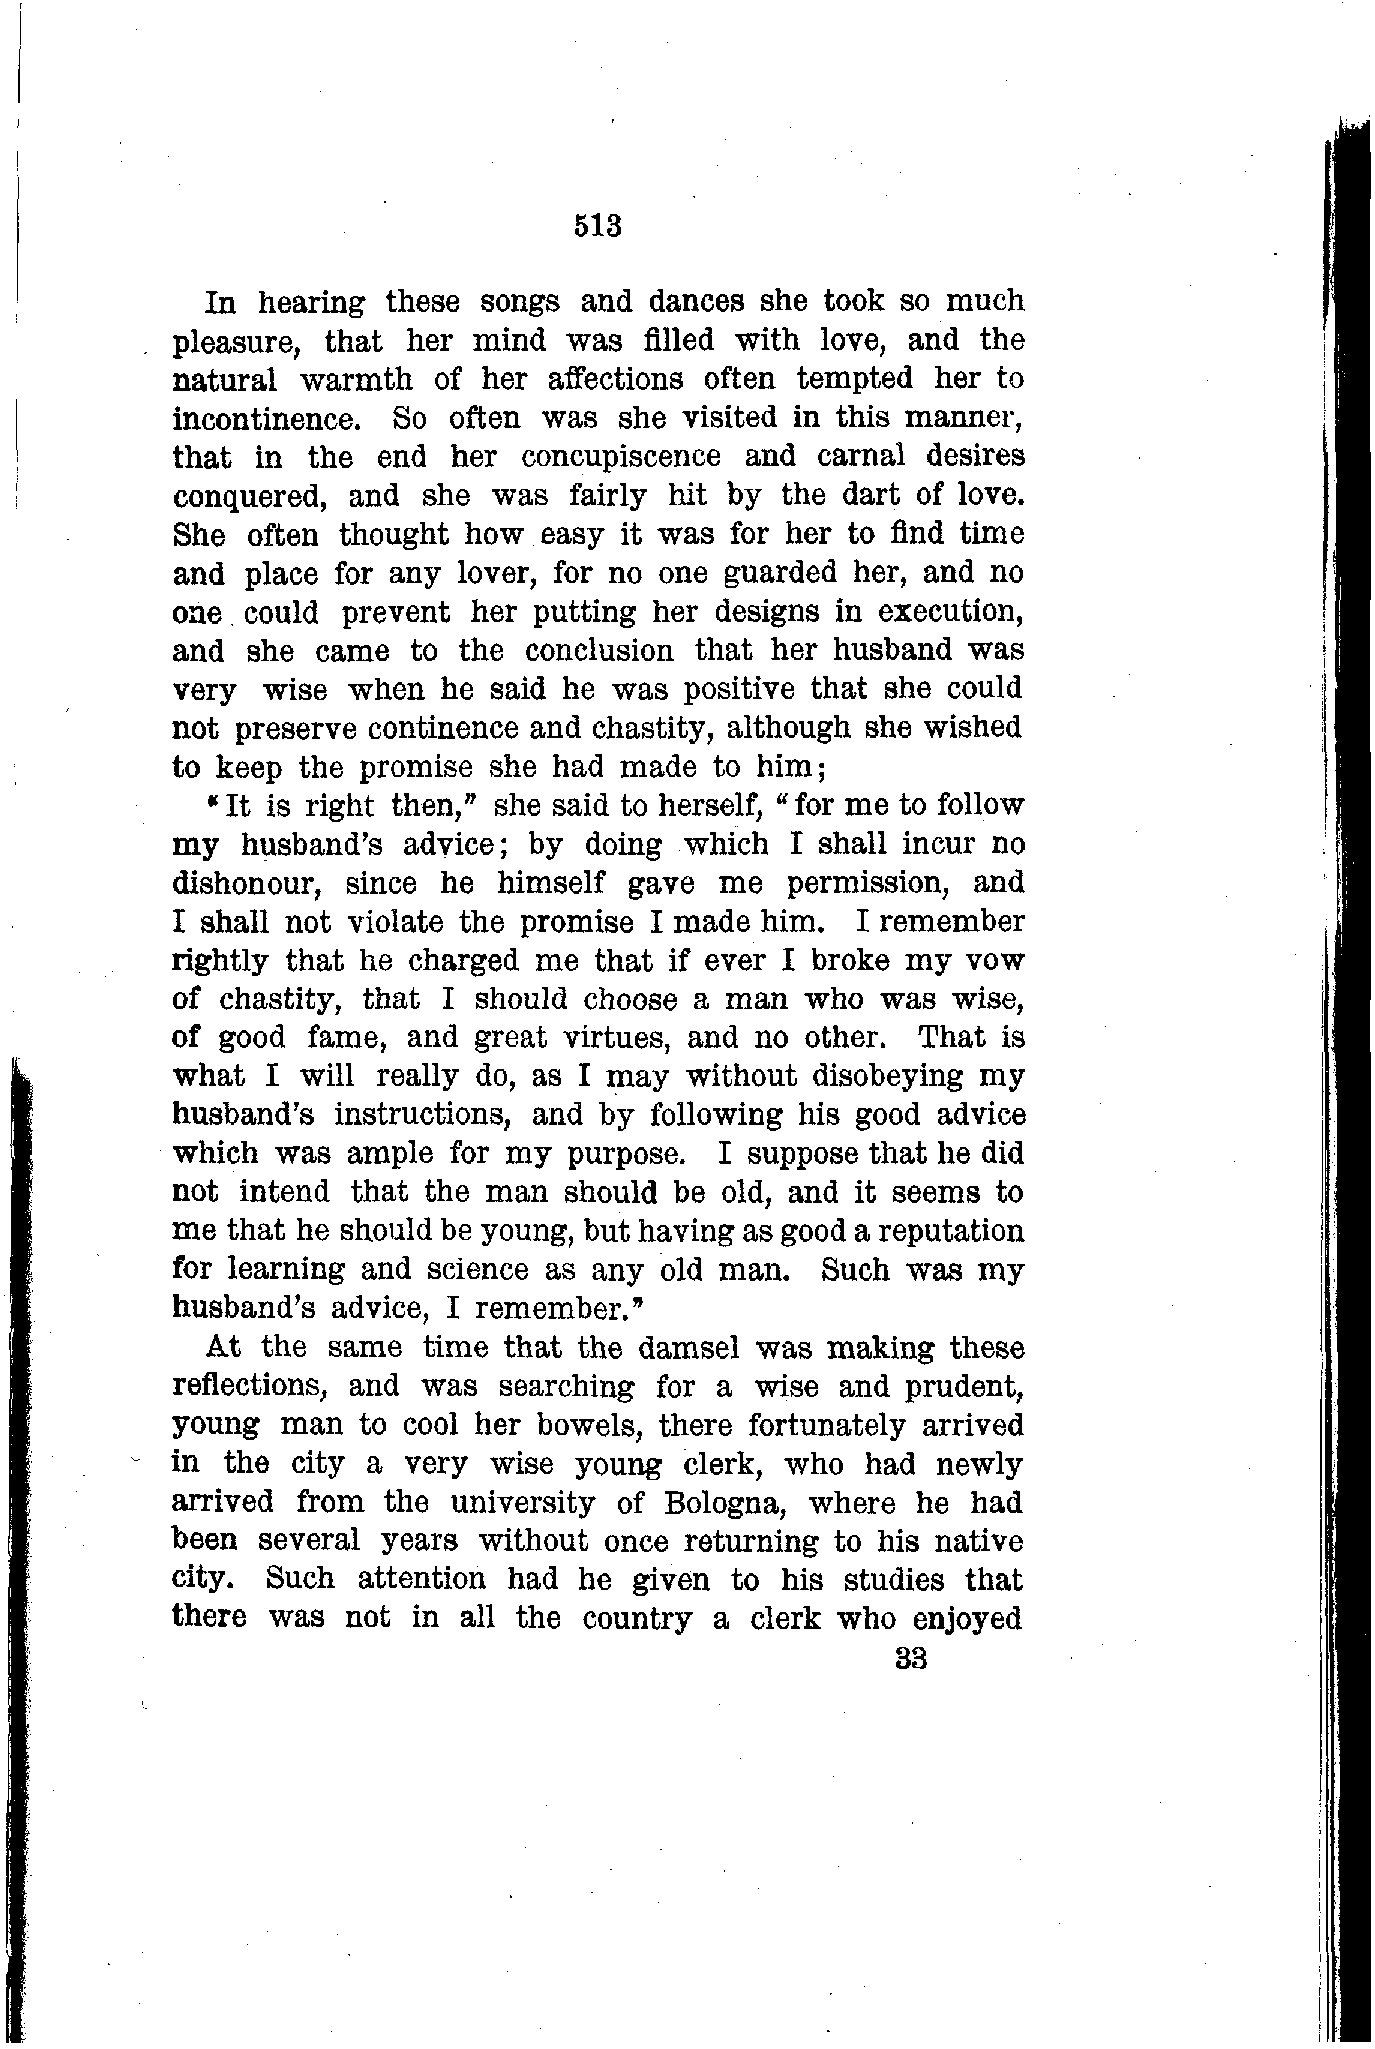 513
In hearing these songs and dances she took so much
pleasure, that her mind was filled with love, and the
natural warmth of her affections often tempted her to
incontinence. So often was she visited in this manner,
that in the end her concupiscence and carnal desires
conquered, and she was fairly hit by the dart of love.
She often thought how easy it was for her to find time
and place for any lover, for no one guarded her, and no
one could prevent her putting her designs in execution,
and she came to the conclusion that her husband was
very wise when he said he was positive that she could
not preserve continence and chastity, although she wished
to keep the promise she had made to him;
“It is right then,” she said to herself, “for me to follow
my husband's advice; by doing which I shall incur no
dishonour, since he himself gave me permission, and
I shall not violate the promise I made him. I remember
rightly that he charged me that if ever I broke my vow
of chastity, that I should choose a man who was wise,
of good fame, and great virtues, and no other. That is
what I will really do, as I may without disobeying my
husband's instructions, and by following his good advice
which was ample for my purpose. I suppose that he did
not intend that the man should be old, and it seems to
me that he should be young, but having as good a reputation
for learning and science as any old man. Such was my
husband's advice, I remember.”
At the same time that the damsel was making these
reflections, and was searching for a wise and prudent,
young man to cool her bowels, there fortunately arrived
in the city a very wise young clerk, who had newly
arrived from the university of Bologna, where he had
been several years without once returning to his native
city. Such attention had he given to his studies that
there was not in all the country a clerk who enjoyed
33